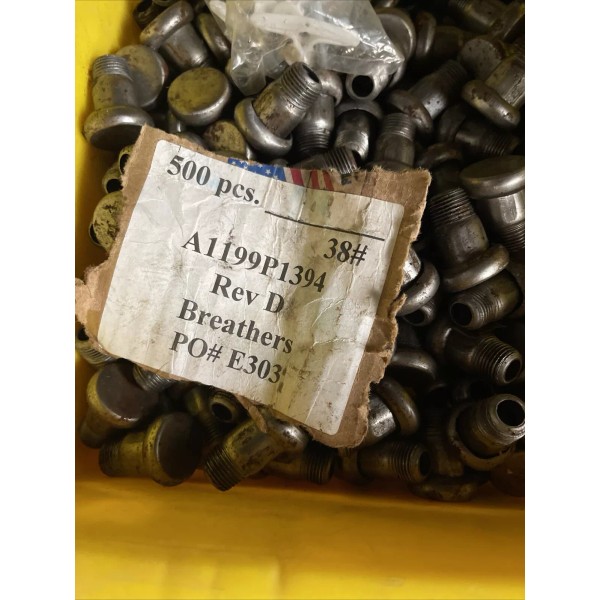 500 pcs.
38#
A1199P1394
Rev D
Breathers
PO# E303